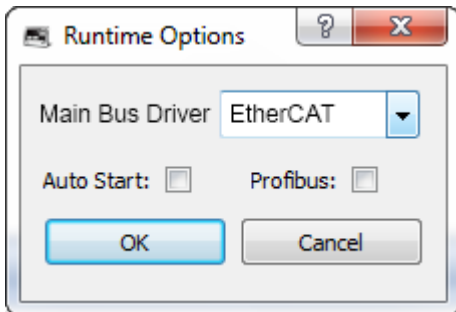 Runtime Options
?
Main Bus Driver EtherCAT
Auto Start: Profibus:
OK Cancel